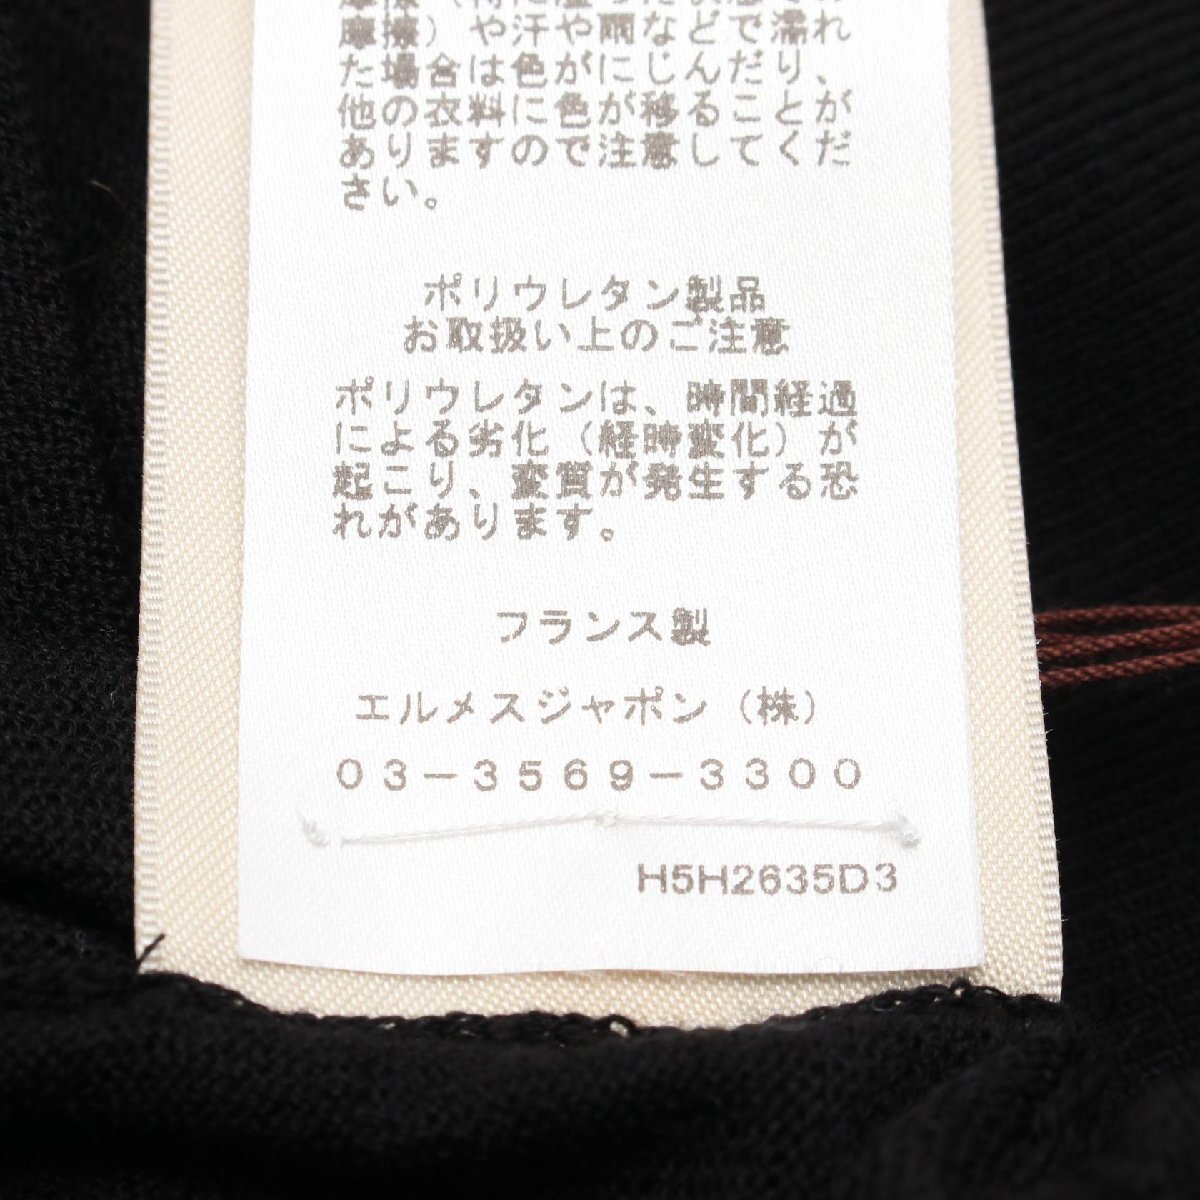 摩擦）や汗や雨などで濡れ
た場合は色がにじんだり、
他の衣料に色が移ることが
ありますので注意してくだ
さい。
ポリウレタン製品
お取扱い上のご注意
ポリウレタンは、時間経過
による劣化（経時変化）が
起こり、変質が発生する恐
れがあります。
フランス製
エルメスジャポン（株）
03-3569-3300
H5H2635D3